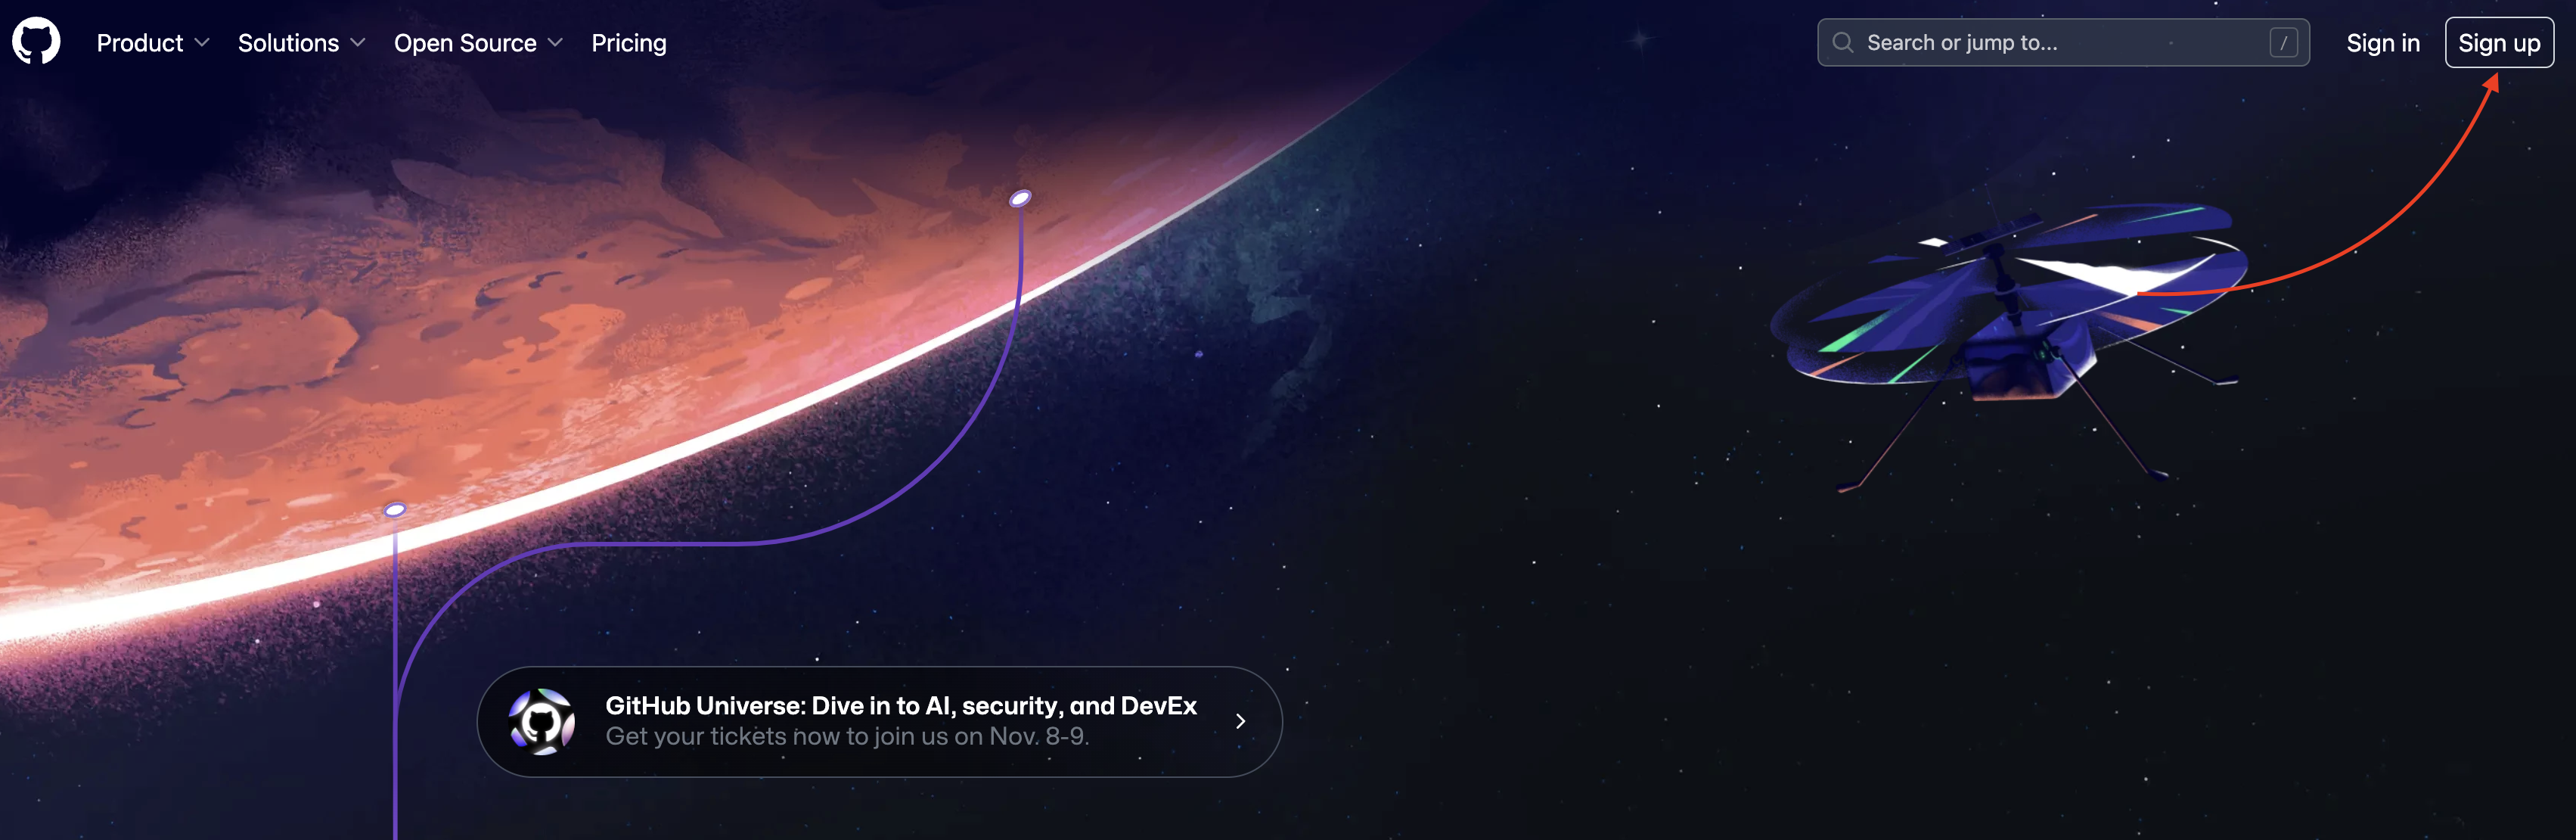 Product Solutions Open Source Pricing Search or jump to... / Sign in Sign up
GitHub Universe: Dive in to AI, security, and DevEx
Get your tickets now to join us on Nov. 8-9.